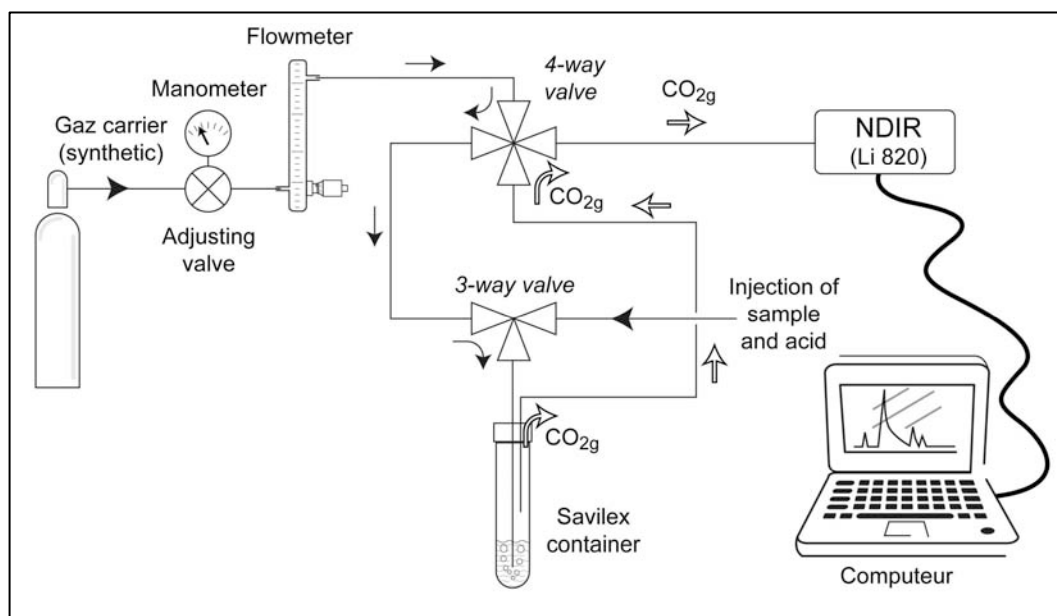 Flowmeter
Manometer
Gaz carrier
(synthetic)
Adjusting
valve
4-way
valve
CO2g
NDIR
(Li 820)
CO2g
3-way valve
Injection of
sample
and acid
CO2g
Savilex
container
Computeur